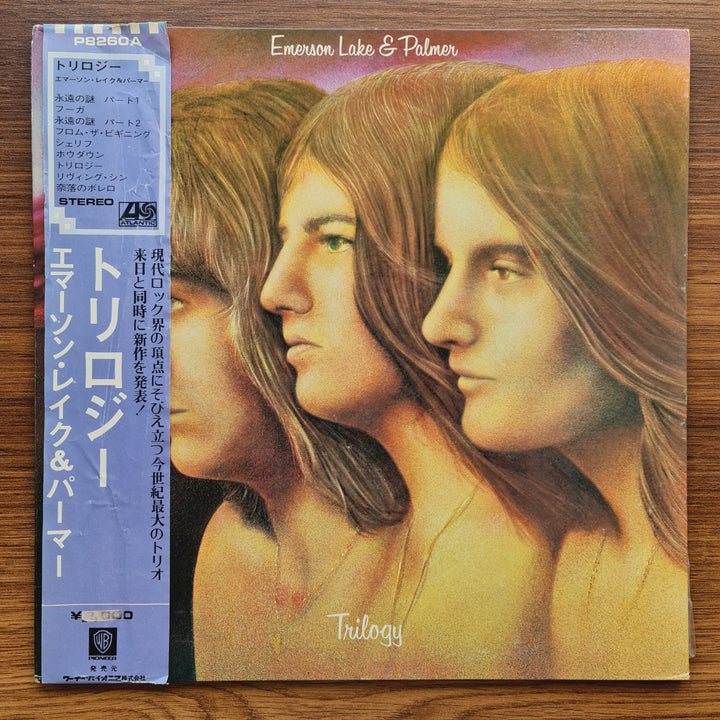 P8260A
トリロジー
エマーソン・レイク&パーマー
永遠の謎 パート1
フーガ
永遠の謎 パート2
フロム・ザ・ビギニング
シェリフ
ホウダウン
トリロジー
リヴィング・シン
奈落のボレロ
STEREO
ATLANTIC
現代ロック界の頂点にそびえ立つ今世紀最大のトリオ
来日と同時に新作を発表!
トリロジー
エマーソン・レイク&パーマー
WB
PIONEER
発売元
ワーナー・パイオニア株式会社
Emerson Lake & Palmer
Trilogy